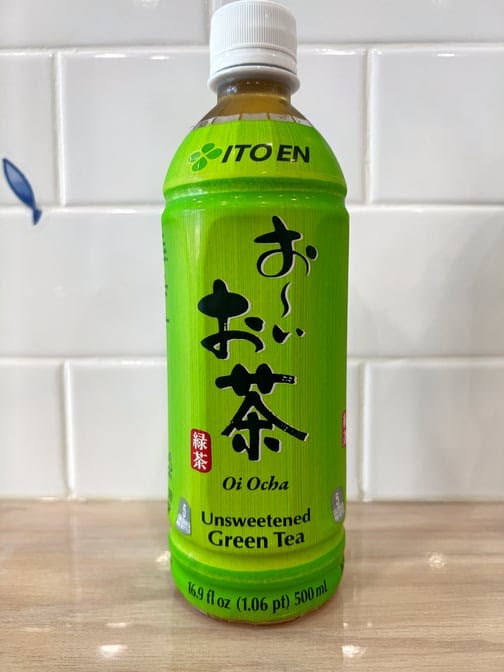 ITO EN
お～い
お茶
緑茶
Oi Ocha
Unsweetened
Green Tea
16.9 fl oz (1.06 pt) 500 mL